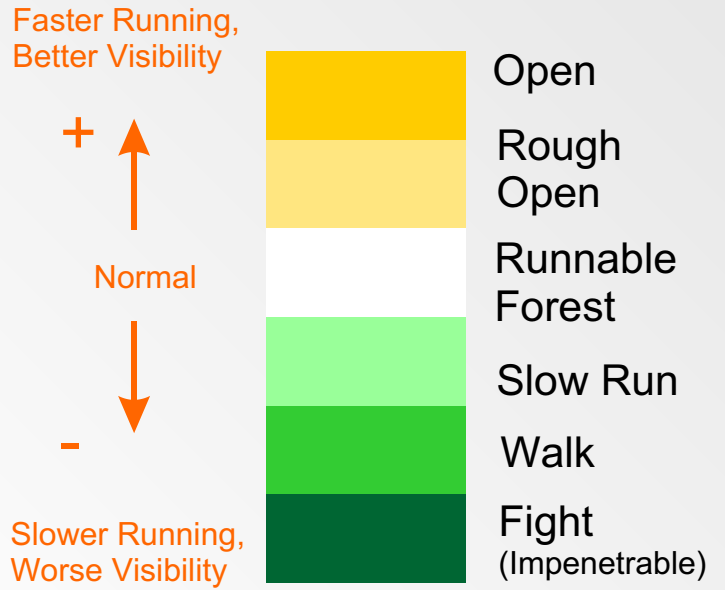 Faster Running,
Better Visibility
+
Normal
-
Slower Running,
Worse Visibility
Open
Rough
Open
Runnable
Forest
Slow Run
Walk
Fight
(Impenetrable)